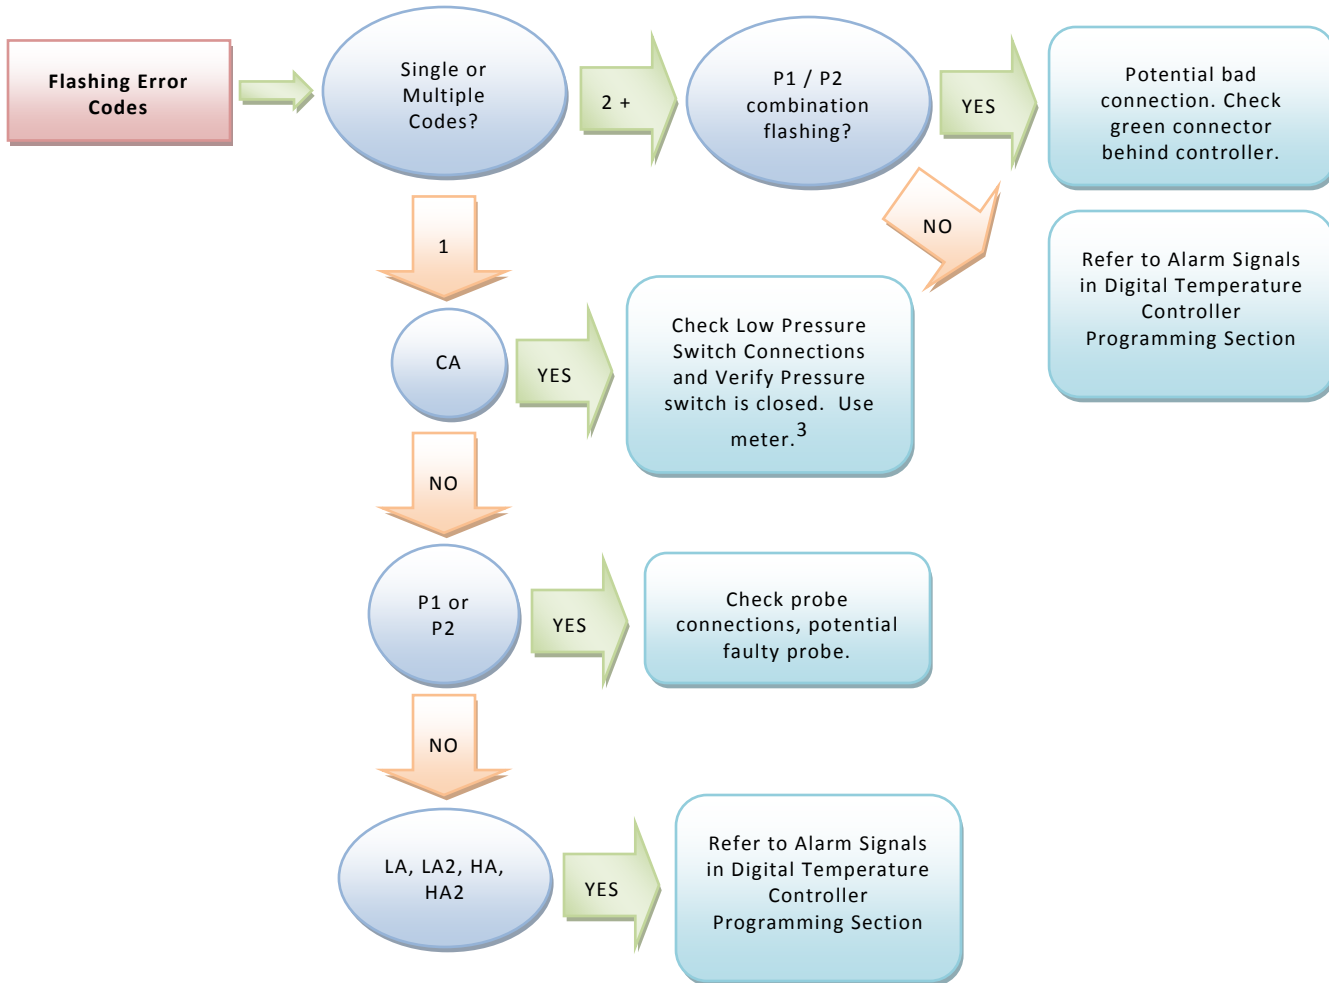 Flashing Error
Codes
Single or
Multiple
Codes?
2 +
P1 / P2
combination
flashing?
YES
Potential bad
connection. Check
green connector
behind controller.
NO
Refer to Alarm Signals
in Digital Temperature
Controller
Programming Section
1
CA
YES
Check Low Pressure
Switch Connections
and Verify Pressure
switch is closed.  Use
meter.3
NO
P1 or
P2
YES
Check probe
connections, potential
faulty probe.
NO
LA, LA2, HA,
HA2
YES
Refer to Alarm Signals
in Digital Temperature
Controller
Programming Section